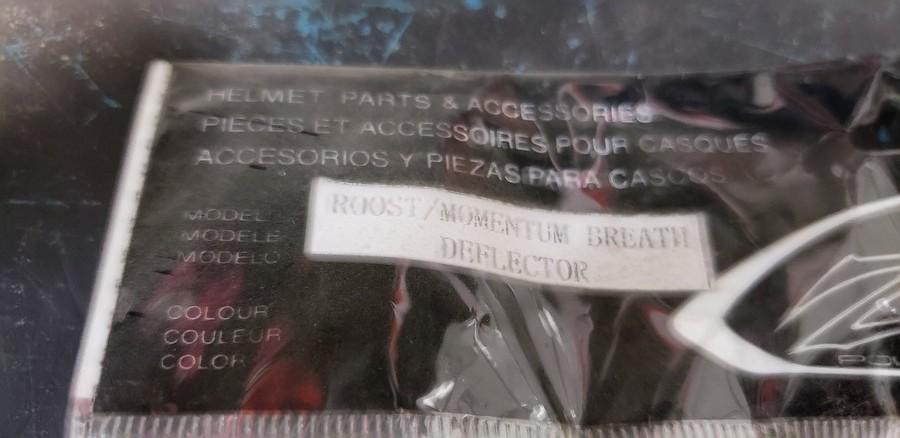 HELMET PARTS & ACCESSORIES
PIECES ET ACCESSOIRES POUR CASQUES
ACCESORIOS Y PIEZAS PARA CASCOS
MODEL
MODELE
MODELO
ROOST/MOMENTUM BREATH
DEFLECTOR
COLOUR
COULEUR
COLOR